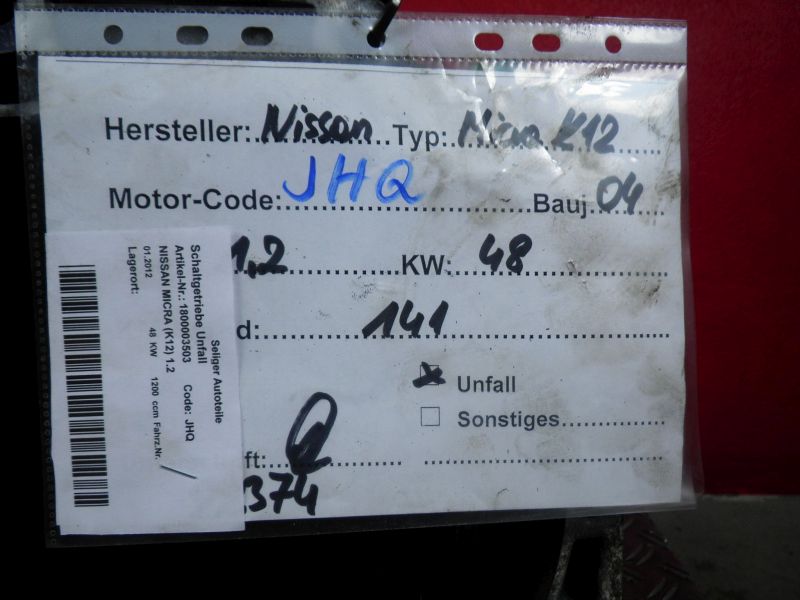 Hersteller: Nissan Typ: Micra K12
Motor-Code: JHQ Bauj. 04
1,2 KW: 48
d: 141
Unfall
Sonstiges
ft:
374
Seliger Autoteile
Schaltgetriebe Unfall
Artikel-Nr.: 1800003503 Code: JHQ
NISSAN MICRA (K12) 1.2
01.2012 48 KW 1200 ccm Fahrz.Nr.
Lagerort: